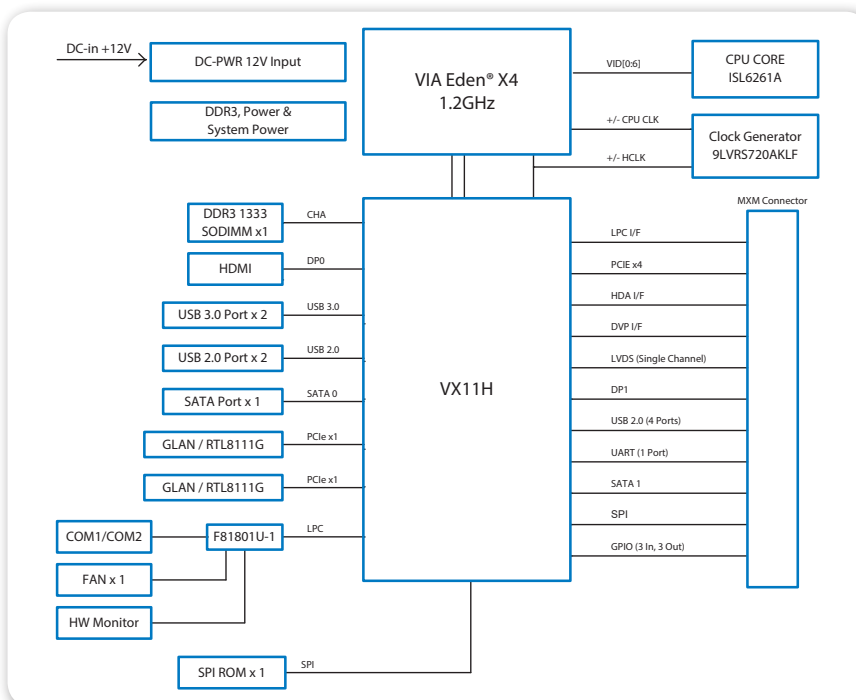 DC-in +12V
DC-PWR 12V Input
DDR3, Power &
System Power
VIA Eden® X4
1.2GHz
VID[0:6]
CPU CORE
ISL6261A
+/- CPU CLK
+/- HCLK
Clock Generator
9LVRS720AKLF
MXM Connector
DDR3 1333
SODIMM x1
CHA
HDMI
DP0
USB 3.0 Port x 2
USB 3.0
USB 2.0 Port x 2
USB 2.0
SATA Port x 1
SATA 0
GLAN / RTL8111G
PCIe x1
GLAN / RTL8111G
PCIe x1
COM1/COM2
F81801U-1
LPC
FAN x 1
HW Monitor
SPI ROM x 1
SPI
VX11H
LPC I/F
PCIE x4
HDA I/F
DVP I/F
LVDS (Single Channel)
DP1
USB 2.0 (4 Ports)
UART (1 Port)
SATA 1
SPI
GPIO (3 In, 3 Out)